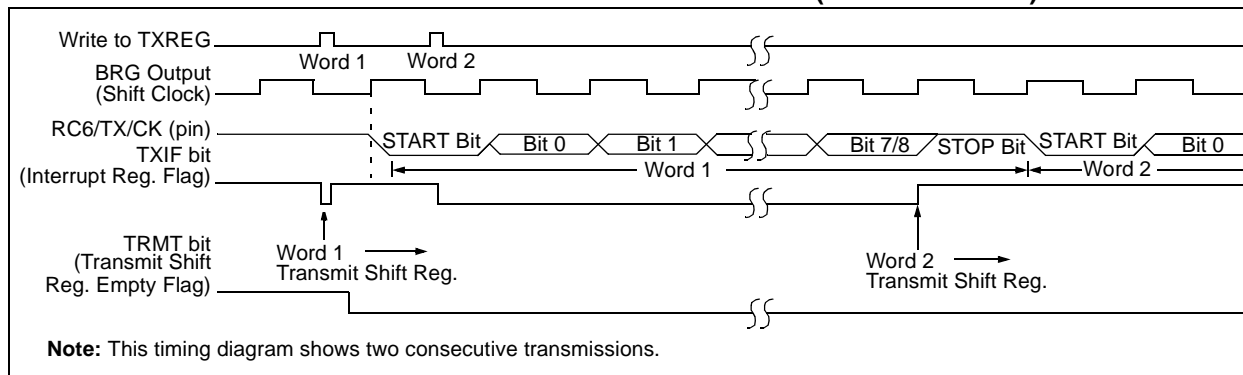 Write to TXREG
Word 1
Word 2
BRG Output
(Shift Clock)
RC6/TX/CK (pin)
START Bit
Bit 0
Bit 1
Bit 7/8
STOP Bit
START Bit
Bit 0
TXIF bit
(Interrupt Reg. Flag)
Word 1
Word 2
TRMT bit
(Transmit Shift
Reg. Empty Flag)
Word 1
Transmit Shift Reg.
Word 2
Transmit Shift Reg.
Note: This timing diagram shows two consecutive transmissions.